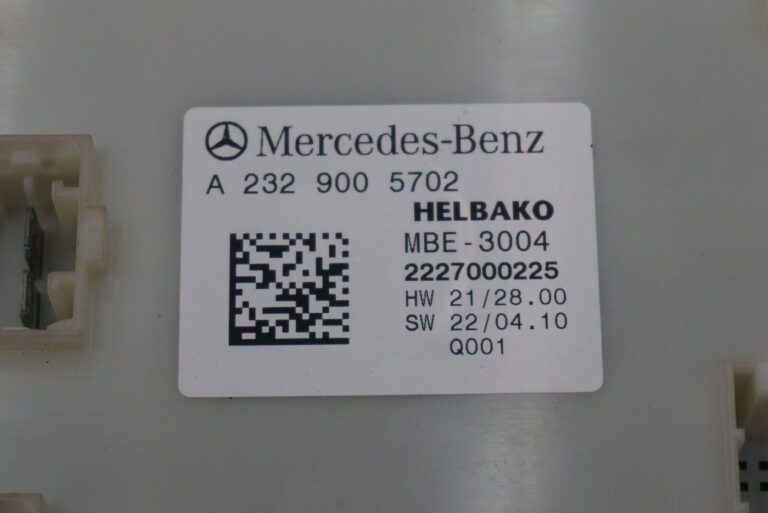 Mercedes-Benz
A 232 900 5702
HELBAKO
MBE-3004
2227000225
HW 21/28.00
SW 22/04.10
Q001